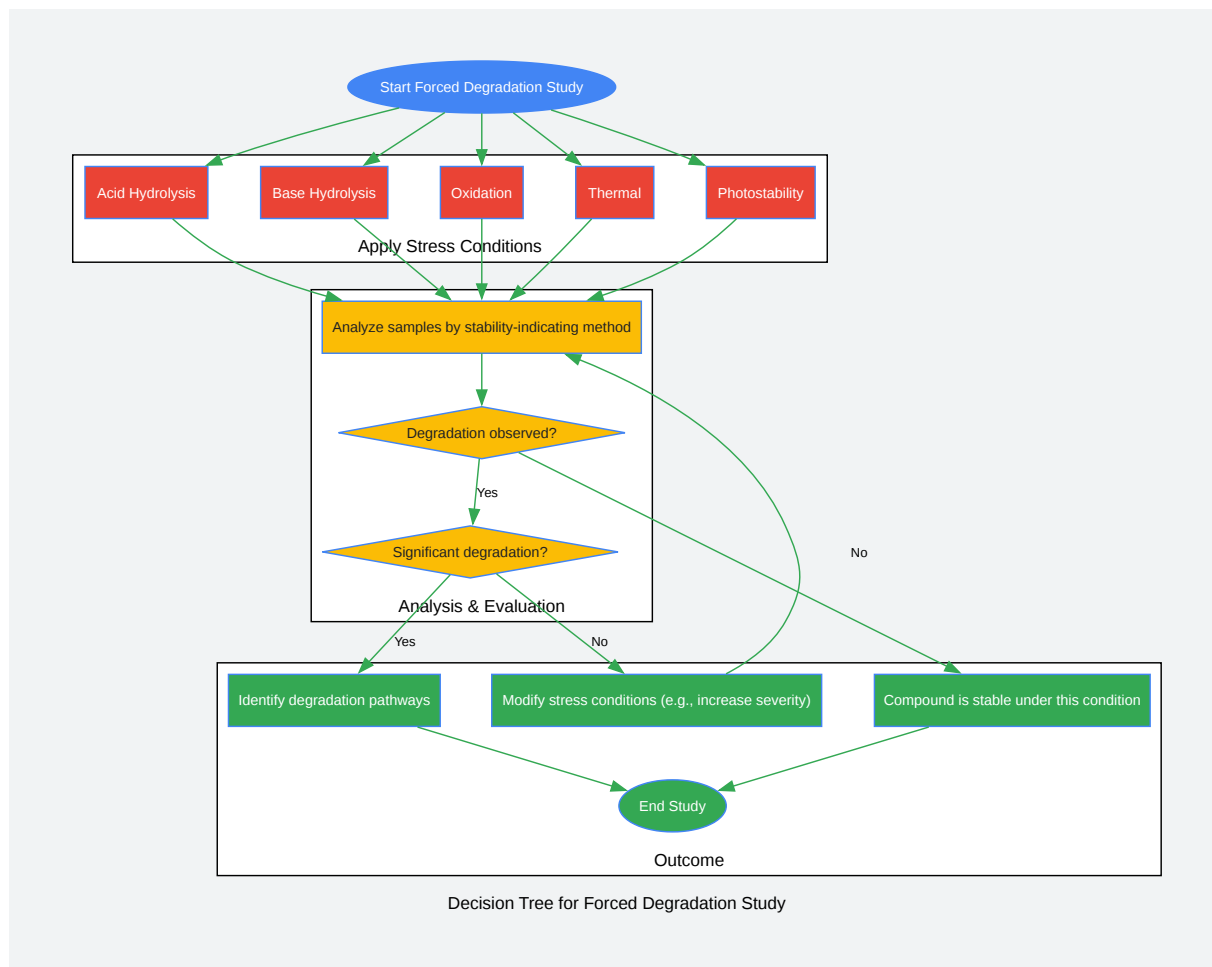 Start Forced Degradation Study
Acid Hydrolysis
Base Hydrolysis
Oxidation
Thermal
Photostability
Apply Stress Conditions
Analyze samples by stability-indicating method
Degradation observed?
Yes
No
Significant degradation?
Analysis & Evaluation
Yes
No
Identify degradation pathways
Modify stress conditions (e.g., increase severity)
Compound is stable under this condition
End Study
Outcome
Decision Tree for Forced Degradation Study